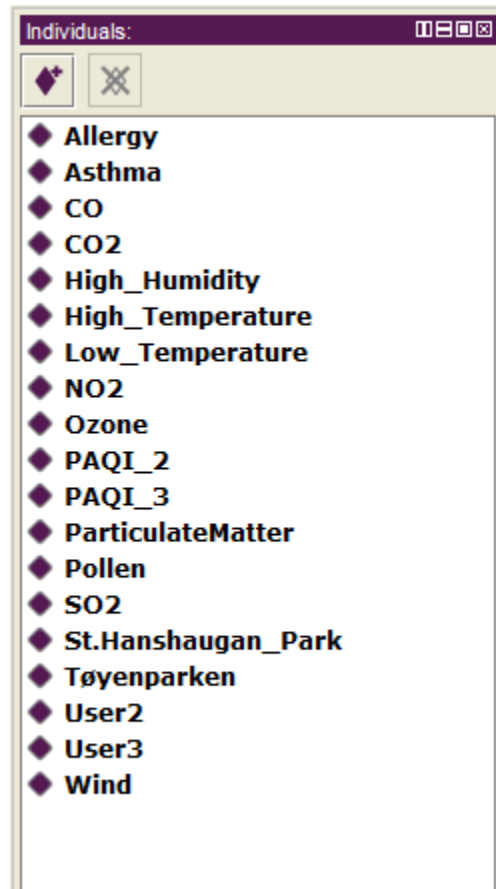 Individuals:
Allergy
Asthma
CO
CO2
High_Humidity
High_Temperature
Low_Temperature
NO2
Ozone
PAQI_2
PAQI_3
ParticulateMatter
Pollen
SO2
St.Hanshaugan_Park
Tøyenparken
User2
User3
Wind